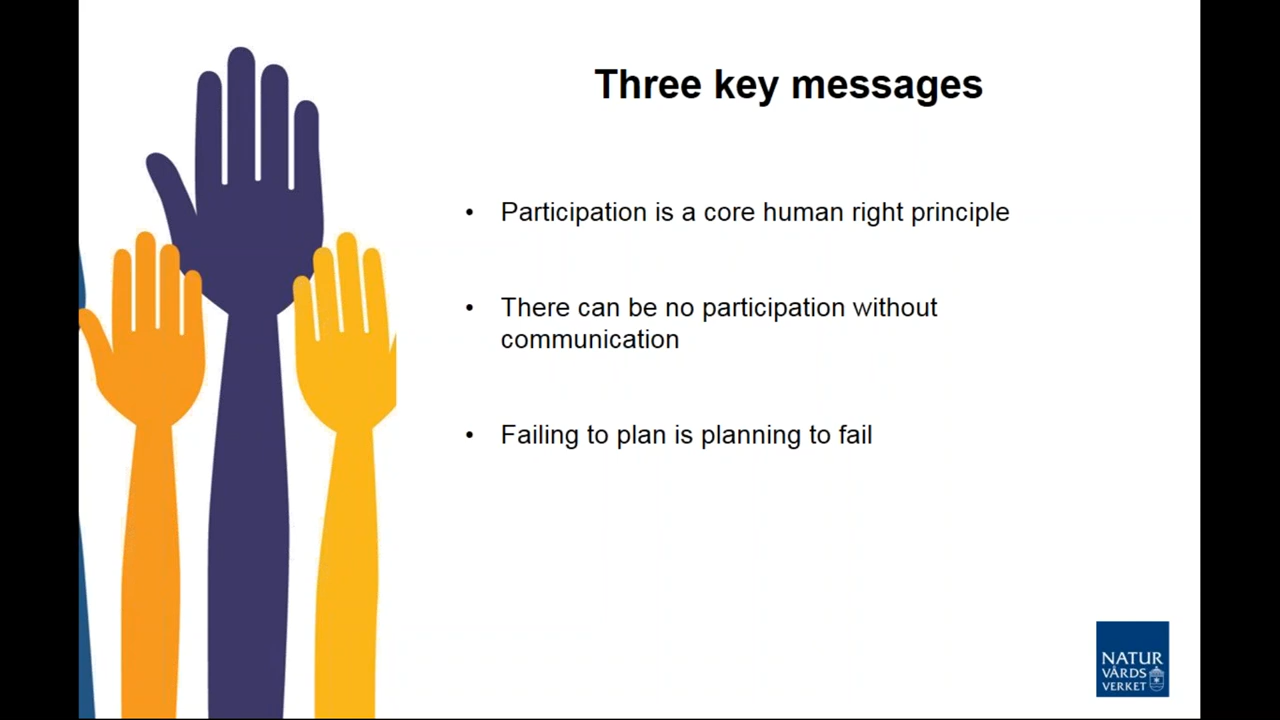 Three key messages
• Participation is a core human right principle
• There can be no participation without
communication
• Failing to plan is planning to fail
NATUR
VÅRDS
VERKET